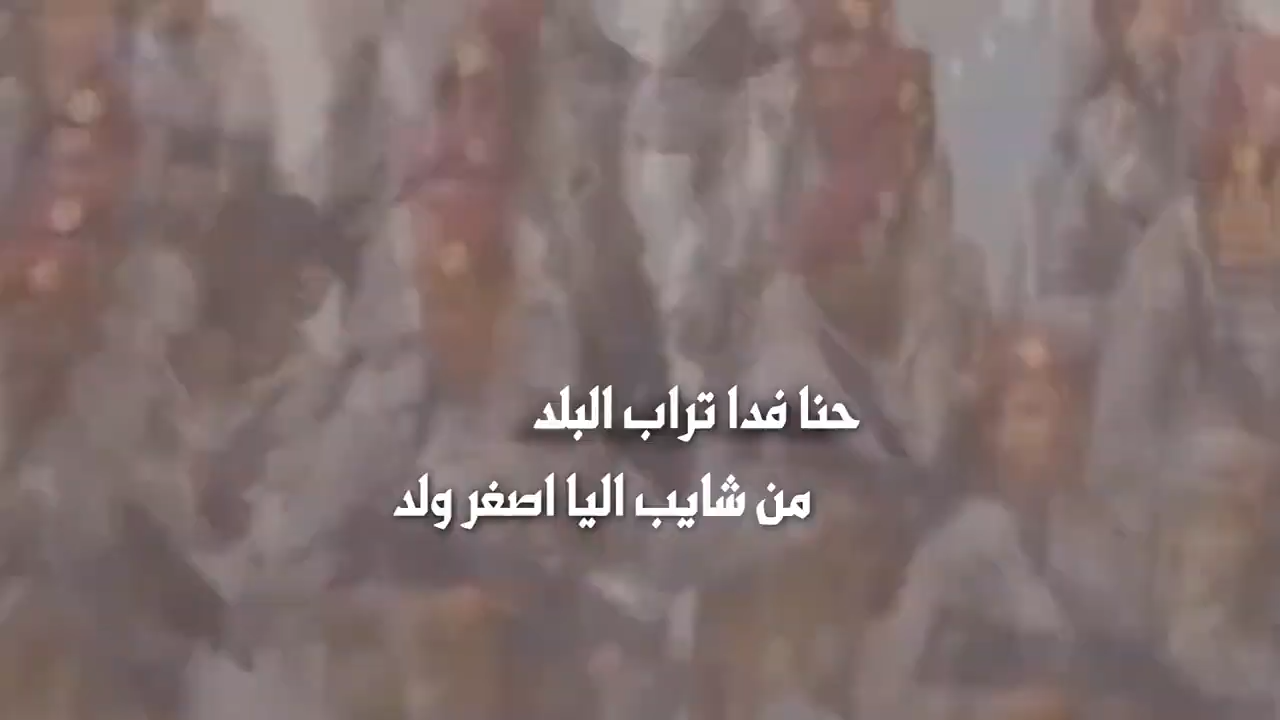 حنا فدا تراب البلد
من شايب اليا اصغر ولد